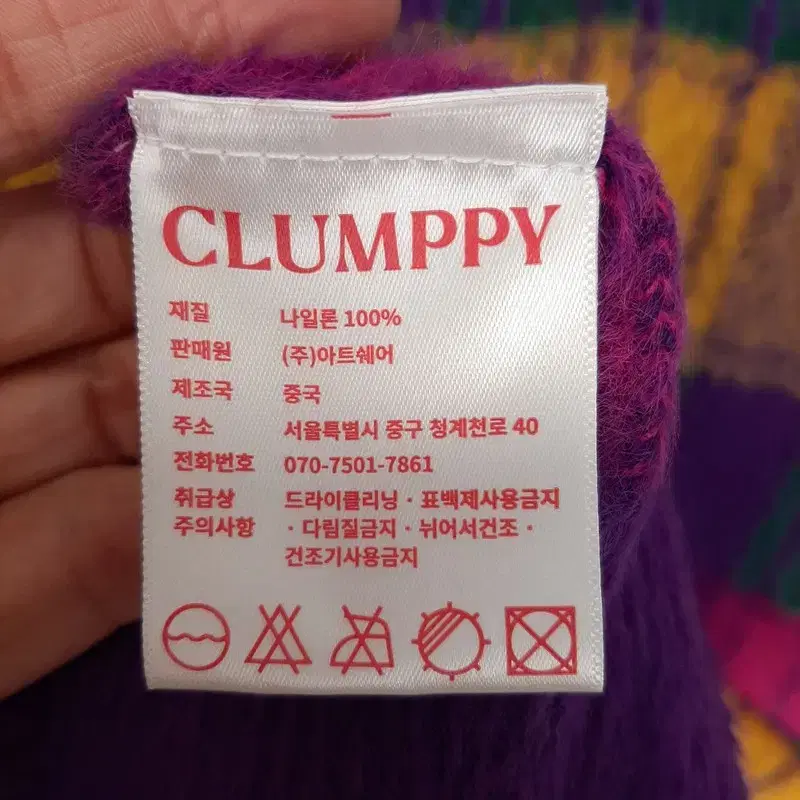 CLUMPPY
재질 나일론 100%
판매원 (주)아트쉐어
제조국 중국
주소 서울특별시 중구 청계천로 40
전화번호 070-7501-7861
취급상 드라이클리닝 · 표백제사용금지
주의사항 · 다림질금지 · 뉘어서건조 ·
건조기사용금지